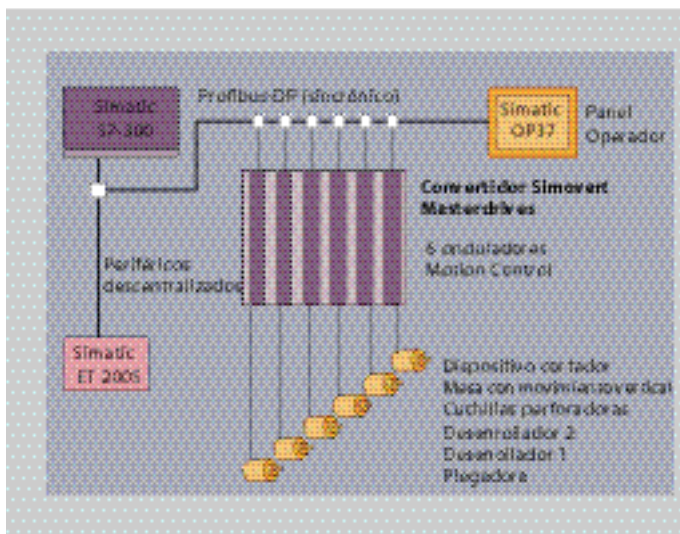 Simatic
S7-300
Profibus-DP (sincrónico)
Simatic
OP37
Panel
Operador
Convertidor Simovert
Masterdrives
6 onduladores
Motion Control
Periféricos
descentralizados
Simatic
ET 200S
Dispositivo cortador
Mesa con movimiento vertical
Cuchillas perforadoras
Desenrollador 2
Desenrollador 1
Plegadora